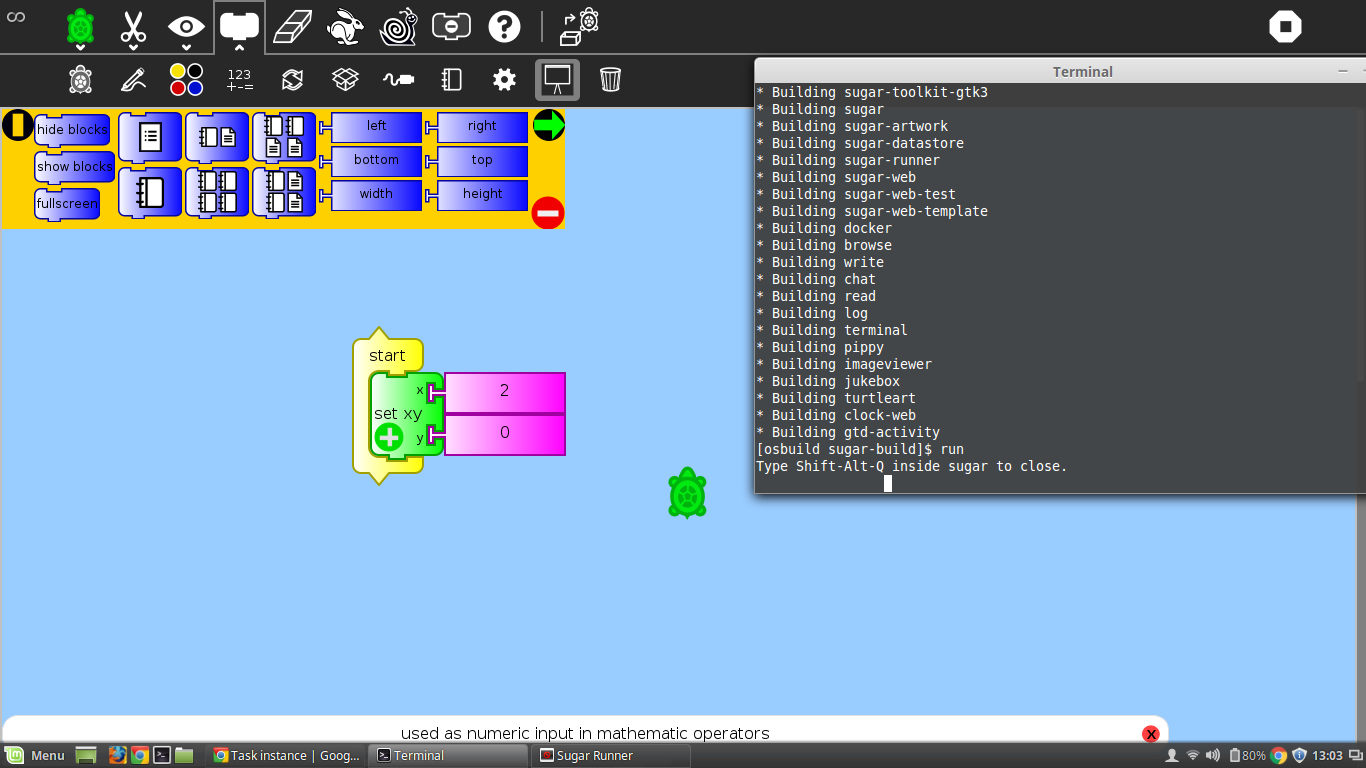 123
+-=
Terminal
* Building sugar-toolkit-gtk3
* Building sugar
* Building sugar-artwork
* Building sugar-datastore
* Building sugar-runner
* Building sugar-web
* Building sugar-web-test
* Building sugar-web-template
* Building docker
* Building browse
* Building write
* Building chat
* Building read
* Building log
* Building terminal
* Building pippy
* Building imageviewer
* Building jukebox
* Building turtleart
* Building clock-web
* Building gtd-activity
[osbuild sugar-build]$ run
Type Shift-Alt-Q inside sugar to close.
hide blocks
show blocks
fullscreen
left
right
bottom
top
width
height
start
x
2
set xy
y
0
used as numeric input in mathematic operators
x
Menu
Task instance | Goog...
Terminal
Sugar Runner
80%
13:03